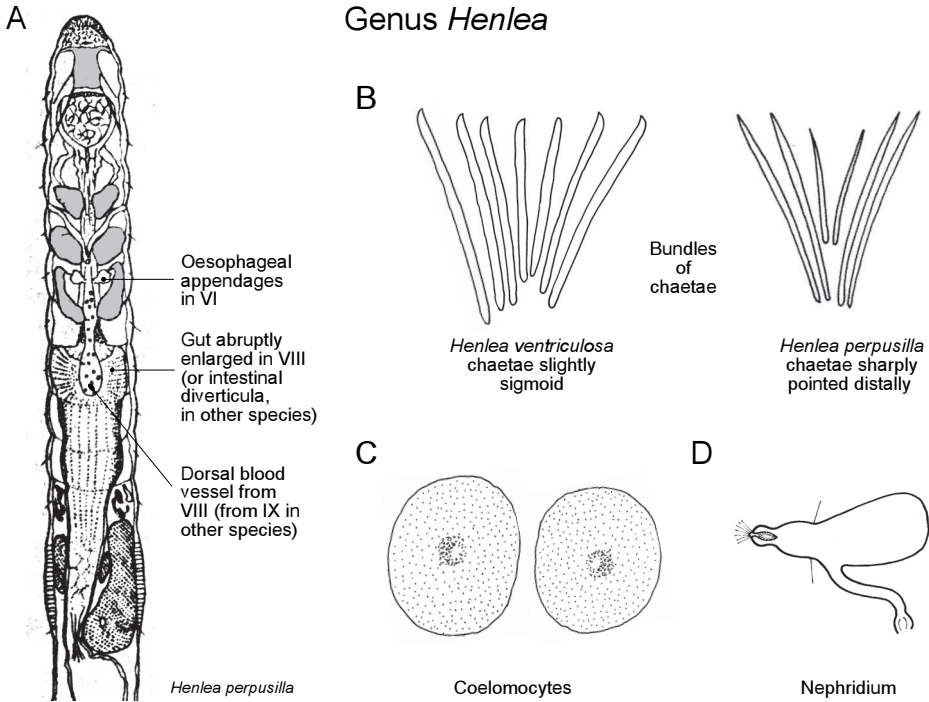 A
Genus Henlea
Oesophageal
appendages
in VI
Gut abruptly
enlarged in VIII
(or intestinal
diverticula,
in other species)
Dorsal blood
vessel from
VIII (from IX in
other species)
Henlea perpusilla
B
Bundles
of
chaetae
Henlea ventriculosa
chaetae slightly
sigmoid
Henlea perpusilla
chaetae sharply
pointed distally
C
Coelomocytes
D
Nephridium